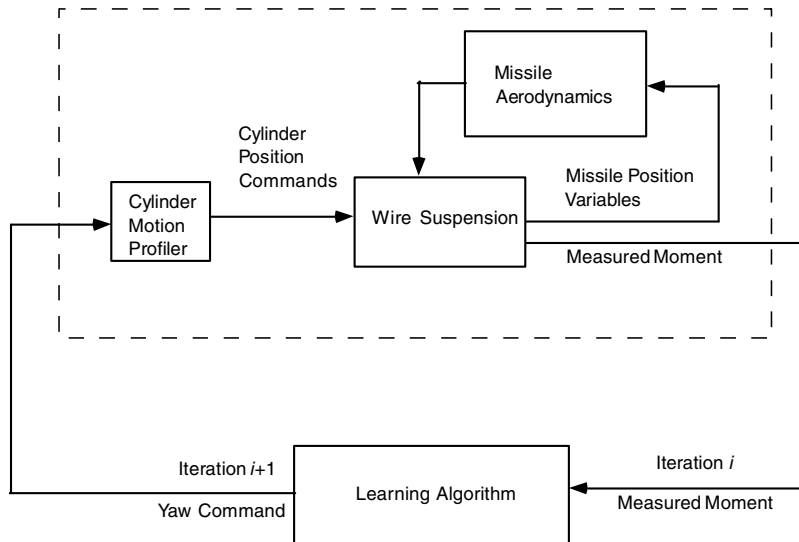 Missile
Aerodynamics
Cylinder
Position
Commands
Missile Position
Variables
Cylinder
Motion
Profiler
Wire Suspension
Measured Moment
Iteration i+1
Yaw Command
Learning Algorithm
Iteration i
Measured Moment